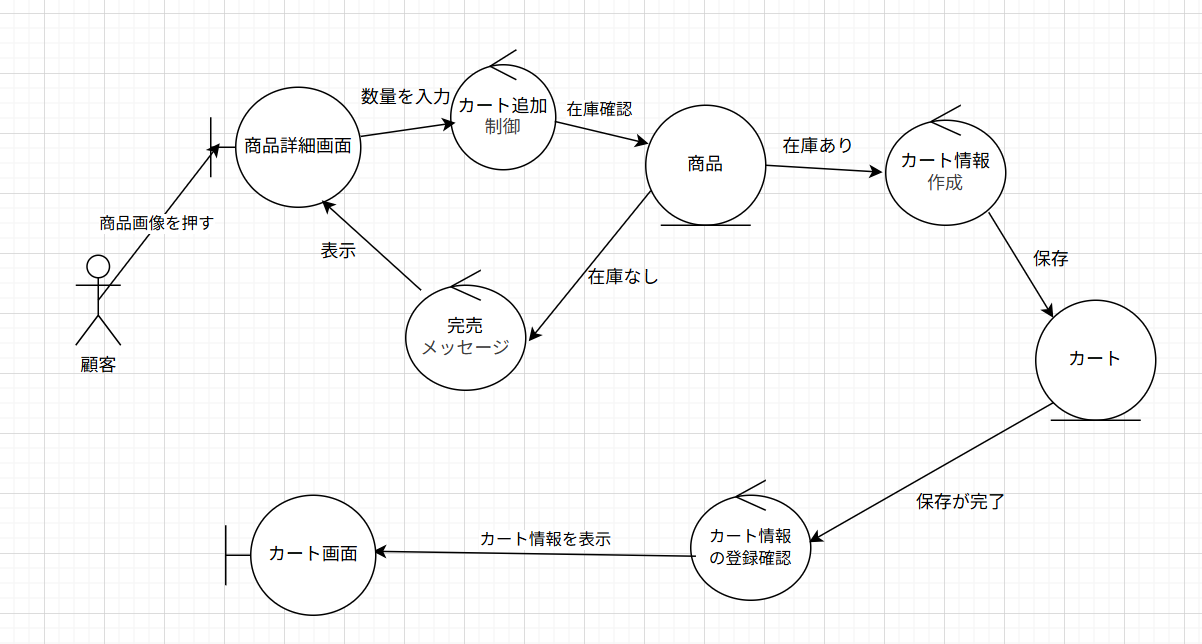 数量を入力
カート追加
制御
在庫確認
商品詳細画面
商品
在庫あり
カート情報
作成
商品画像を押す
表示
在庫なし
保存
完売
メッセージ
顧客
カート
保存が完了
カート情報
の登録確認
カート情報を表示
カート画面